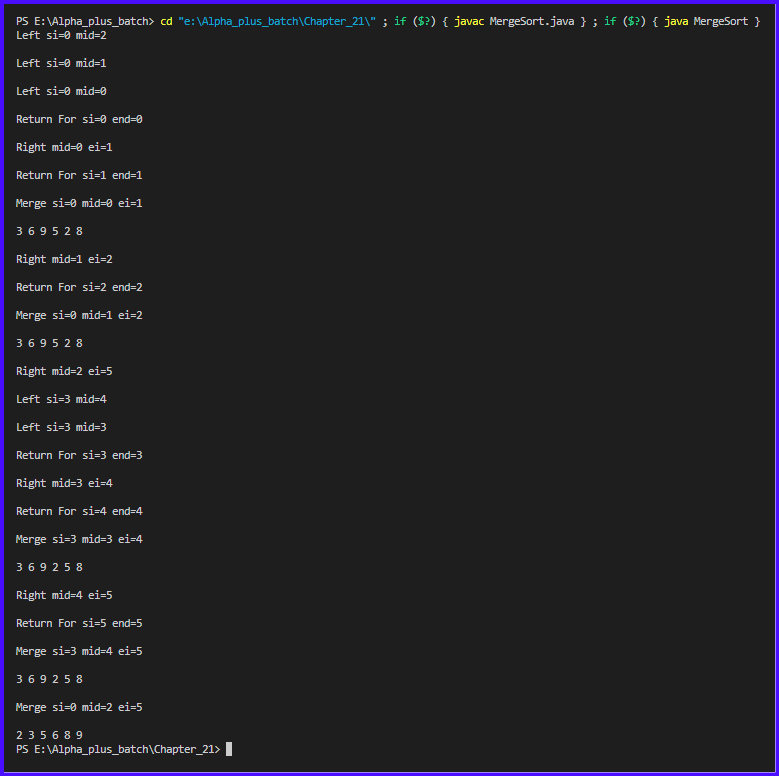 PS E:\Alpha_plus_batch> cd "e:\Alpha_plus_batch\Chapter_21\" ; if ($?) { javac MergeSort.java } ; if ($?) { java MergeSort }
Left si=0 mid=2
Left si=0 mid=1
Left si=0 mid=0
Return For si=0 end=0
Right mid=0 ei=1
Return For si=1 end=1
Merge si=0 mid=0 ei=1
3 6 9 5 2 8
Right mid=1 ei=2
Return For si=2 end=2
Merge si=0 mid=1 ei=2
3 6 9 5 2 8
Right mid=2 ei=5
Left si=3 mid=4
Left si=3 mid=3
Return For si=3 end=3
Right mid=3 ei=4
Return For si=4 end=4
Merge si=3 mid=3 ei=4
3 6 9 2 5 8
Right mid=4 ei=5
Return For si=5 end=5
Merge si=3 mid=4 ei=5
3 6 9 2 5 8
Merge si=0 mid=2 ei=5
2 3 5 6 8 9
PS E:\Alpha_plus_batch\Chapter_21>